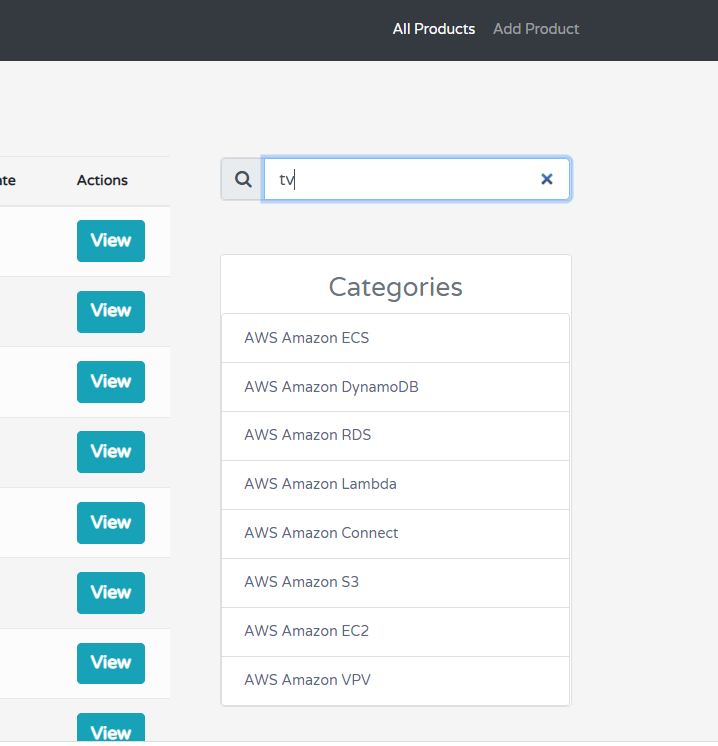 All Products Add Product
Actions
tv
View
View
View
View
View
View
View
View
Categories
AWS Amazon ECS
AWS Amazon DynamoDB
AWS Amazon RDS
AWS Amazon Lambda
AWS Amazon Connect
AWS Amazon S3
AWS Amazon EC2
AWS Amazon VPV